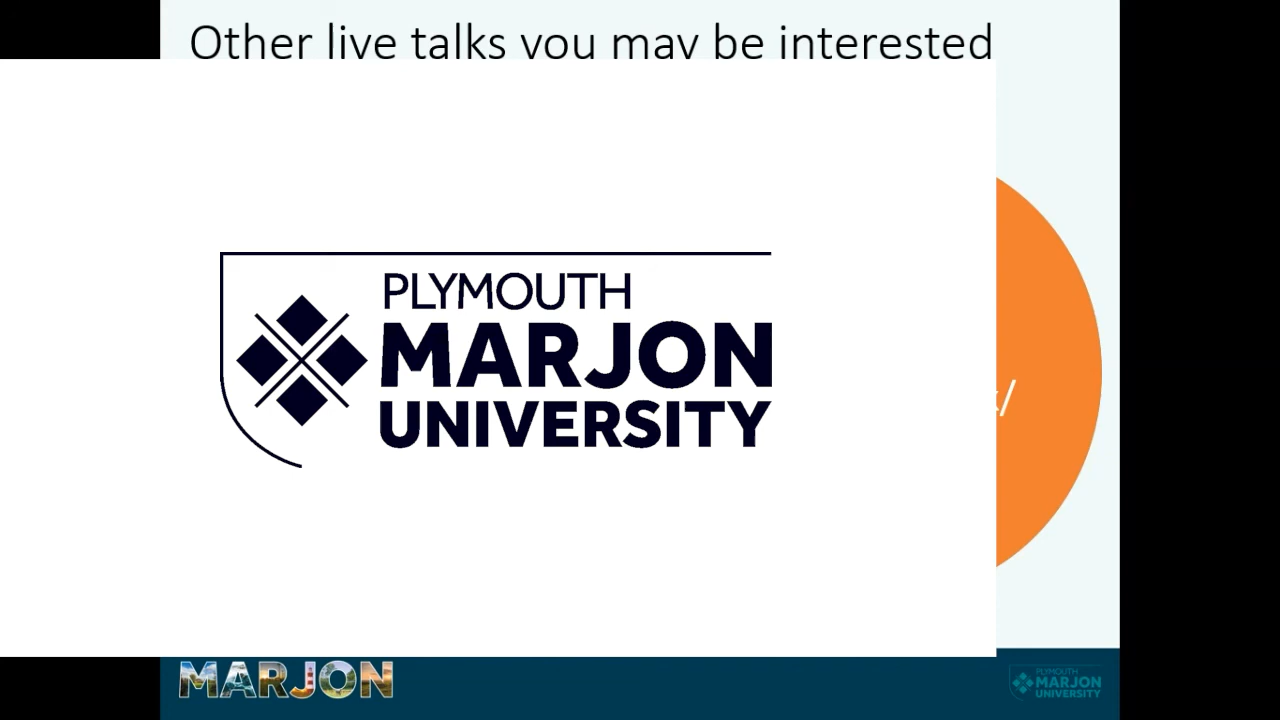 Other live talks you may be interested
PLYMOUTH
MARJON
UNIVERSITY
/
MARJON
PLYMOUTH
MARJON
UNIVERSITY